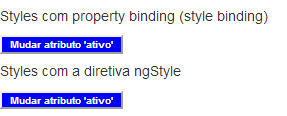 Styles com property binding (style binding)
Mudar atributo 'ativo'
Styles com a diretiva ngStyle
Mudar atributo 'ativo'